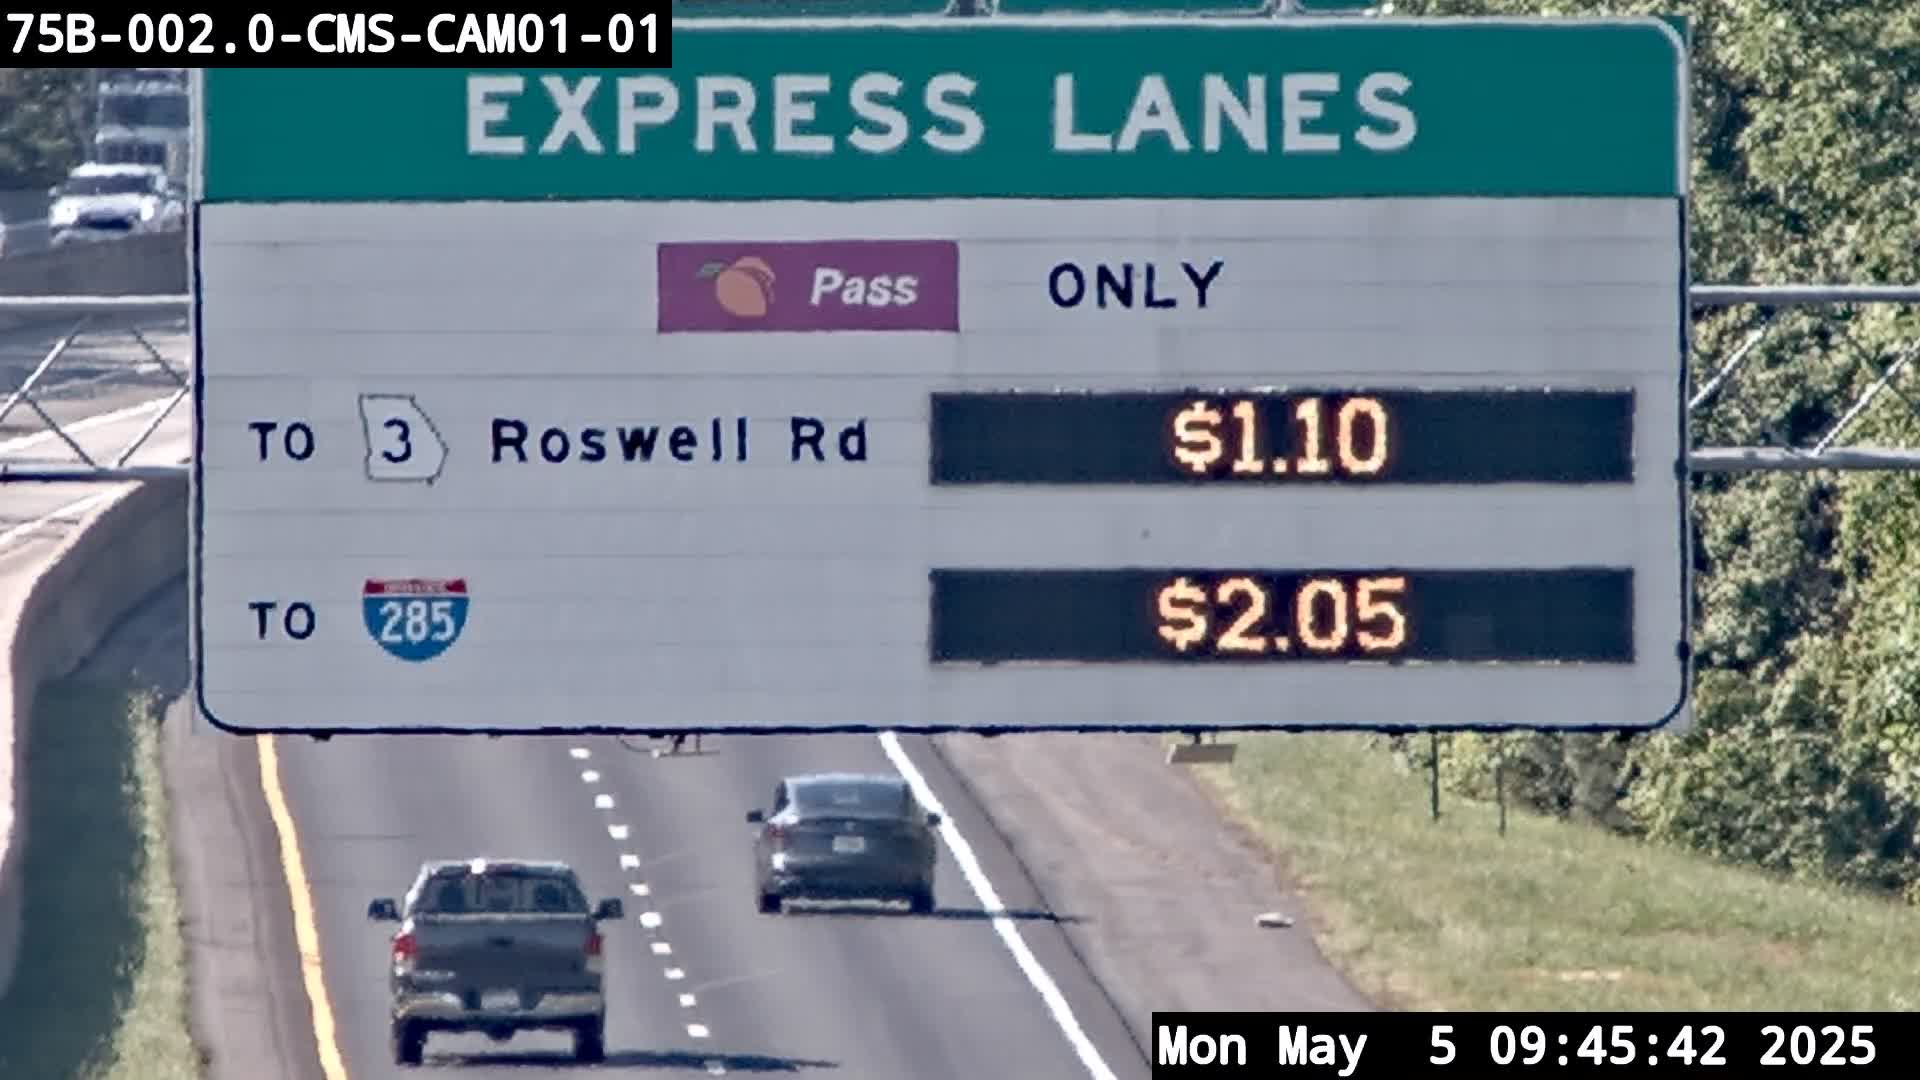 75B-002.0-CMS-CAM01-01
EXPRESS LANES
Pass ONLY
TO 3 Roswell Rd $1.10
TO 285 $2.05
Mon May 5 09:45:42 2025